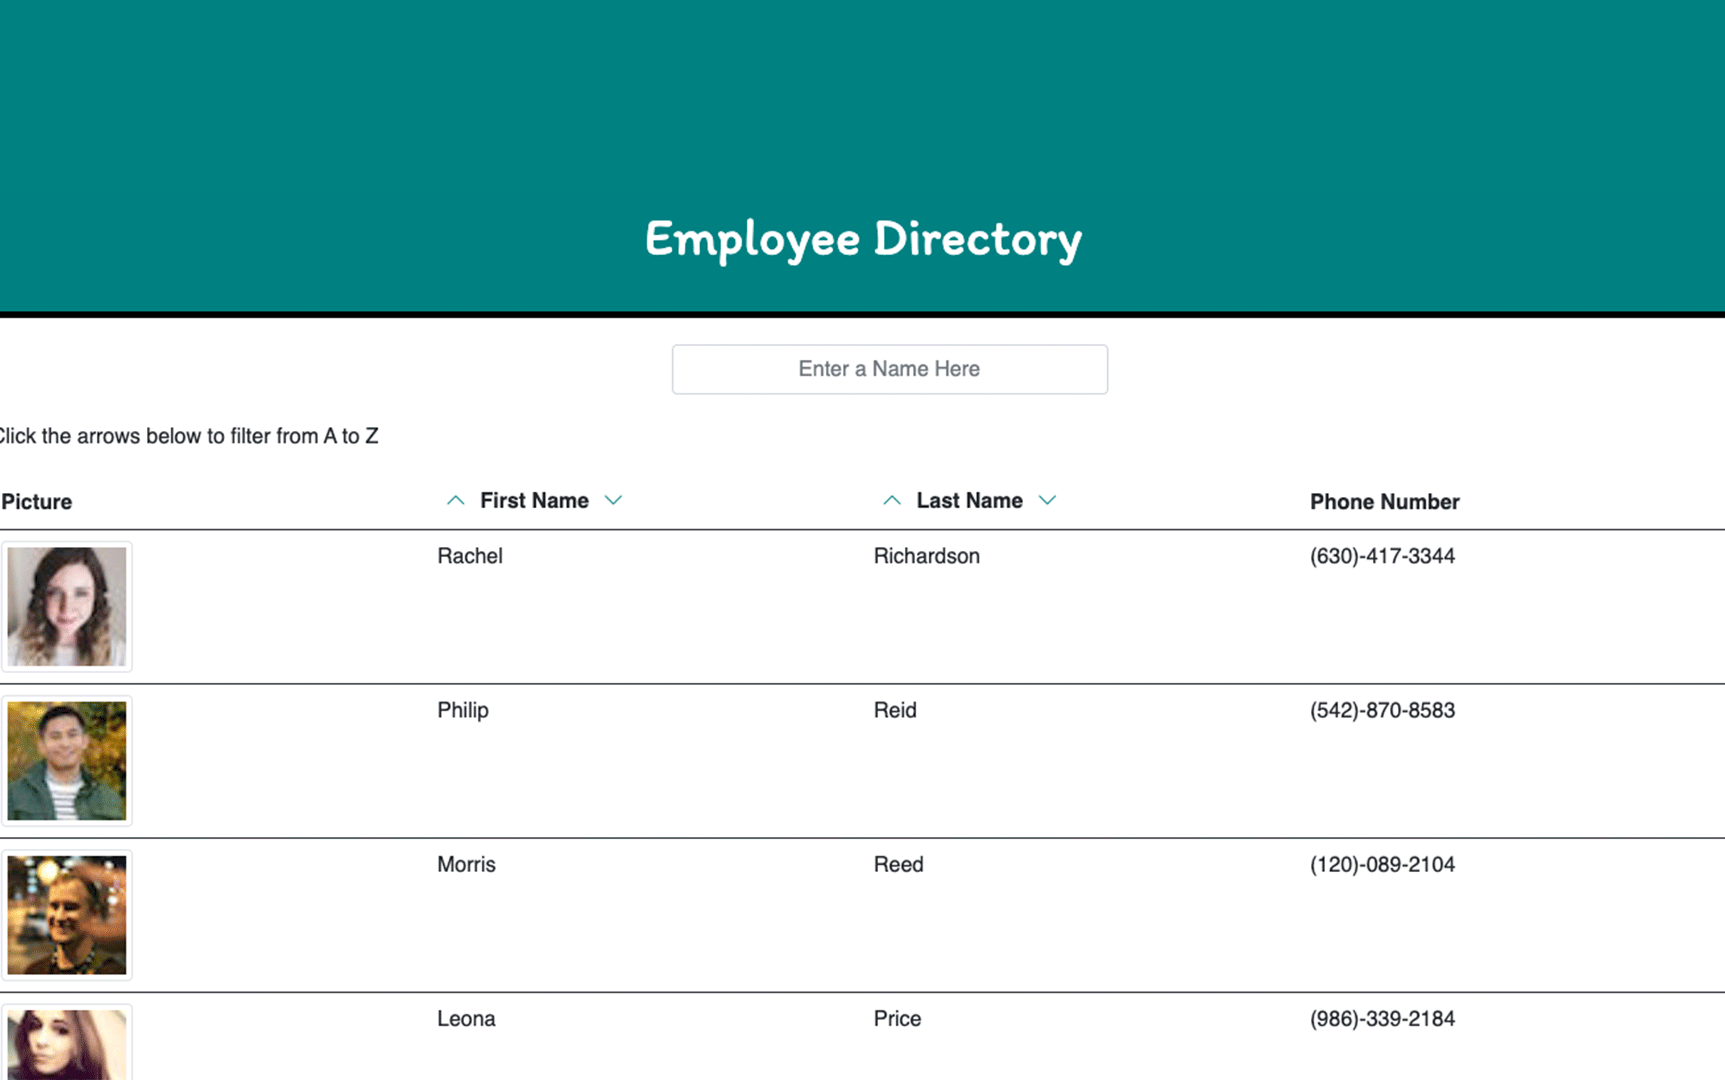 Employee Directory
Enter a Name Here
Click the arrows below to filter from A to Z
Picture First Name Last Name Phone Number
Rachel Richardson (630)-417-3344
Philip Reid (542)-870-8583
Morris Reed (120)-089-2104
Leona Price (986)-339-2184